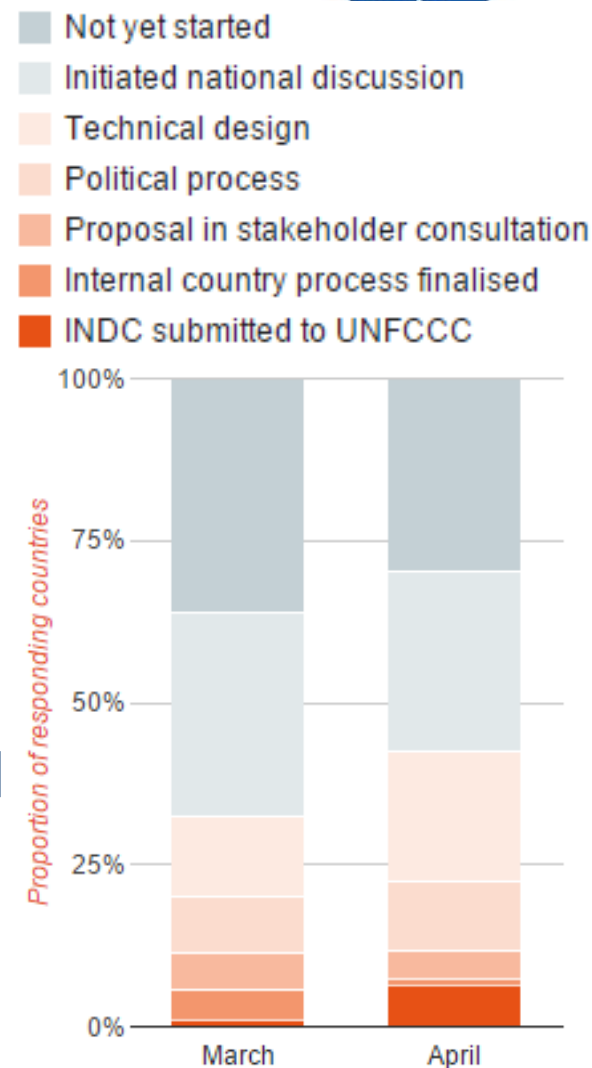 Not yet started
Initiated national discussion
Technical design
Political process
Proposal in stakeholder consultation
Internal country process finalised
INDC submitted to UNFCCC
100%
75%
50%
25%
0%
Proportion of responding countries
March
April